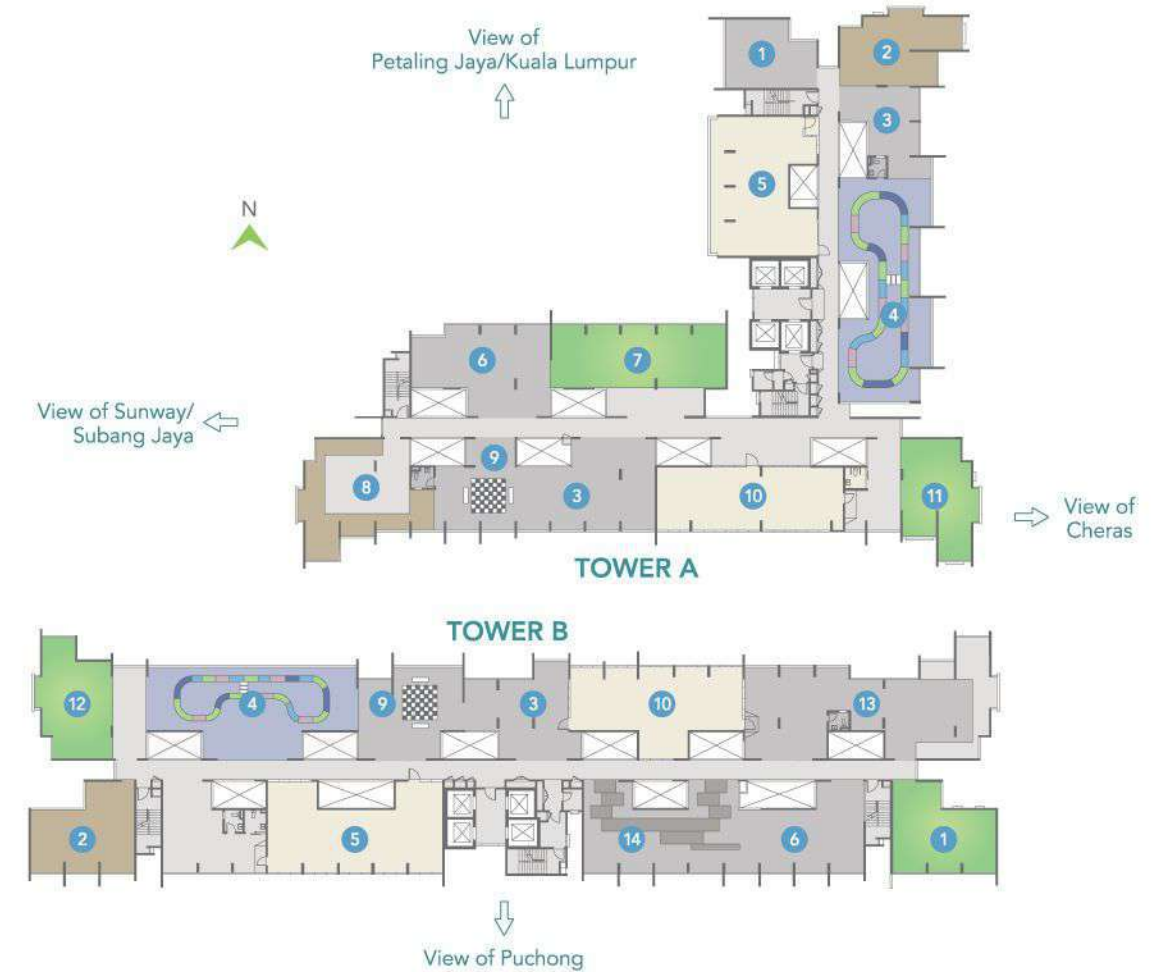 View of
Petaling Jaya/Kuala Lumpur
1
2
3
5
N
4
6
7
View of Sunway/
Subang Jaya
9
8
3
10
11
View of
Cheras
TOWER A
TOWER B
12
4
9
3
10
13
2
5
14
6
1
View of Puchong